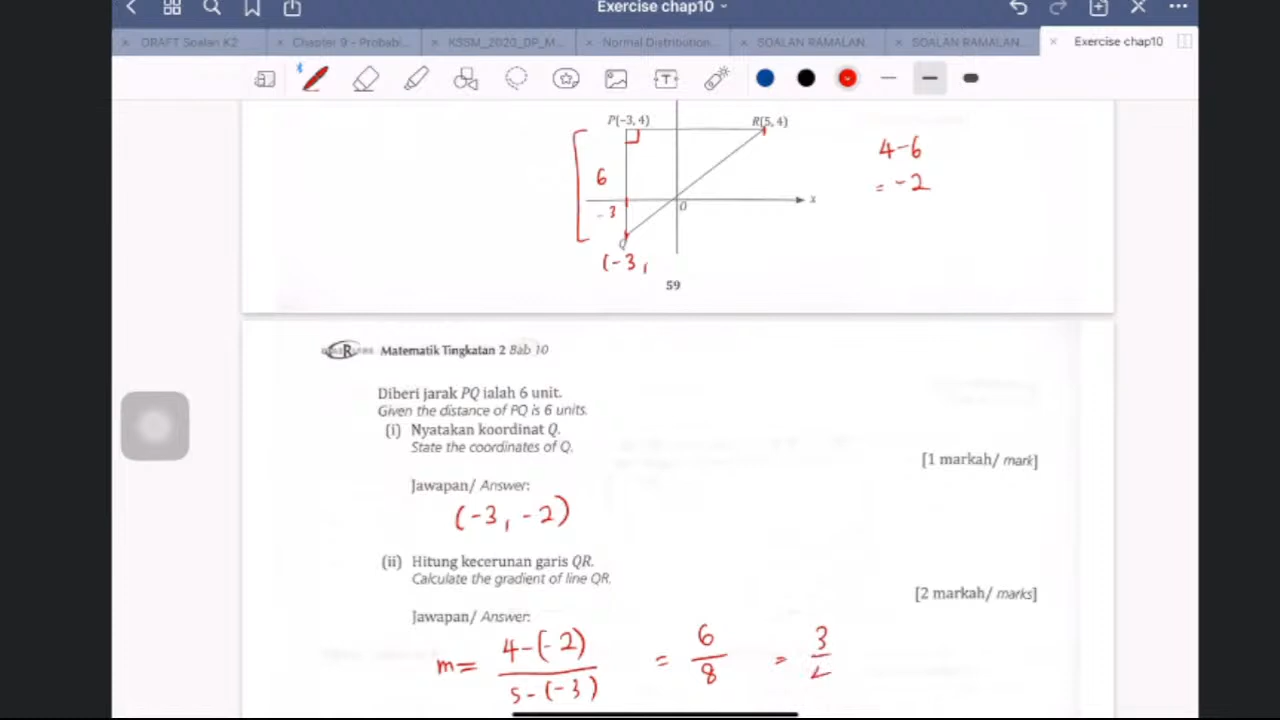 Exercise chap10
DRAFT Soalan K2
Chapter 9 - Probabi...
KSSM_2020_DP_M...
Normal Distribution...
SOALAN RAMALAN
SOALAN RAMALAN...
Exercise chap10
P(−3, 4)
R(5, 4)
4-6
= -2
6
x
O
-3
Q
(-3,
59
Matematik Tingkatan 2 Bab 10
Diberi jarak PQ ialah 6 unit.
Given the distance of PQ is 6 units.
(i) Nyatakan koordinat Q.
State the coordinates of Q.
[1 markah/ mark]
Jawapan/ Answer:
(-3, -2)
(ii) Hitung kecerunan garis QR.
Calculate the gradient of line QR.
[2 markah/ marks]
Jawapan/ Answer:
m= 4-(-2) / 5-(-3) = 6/8 = 3/